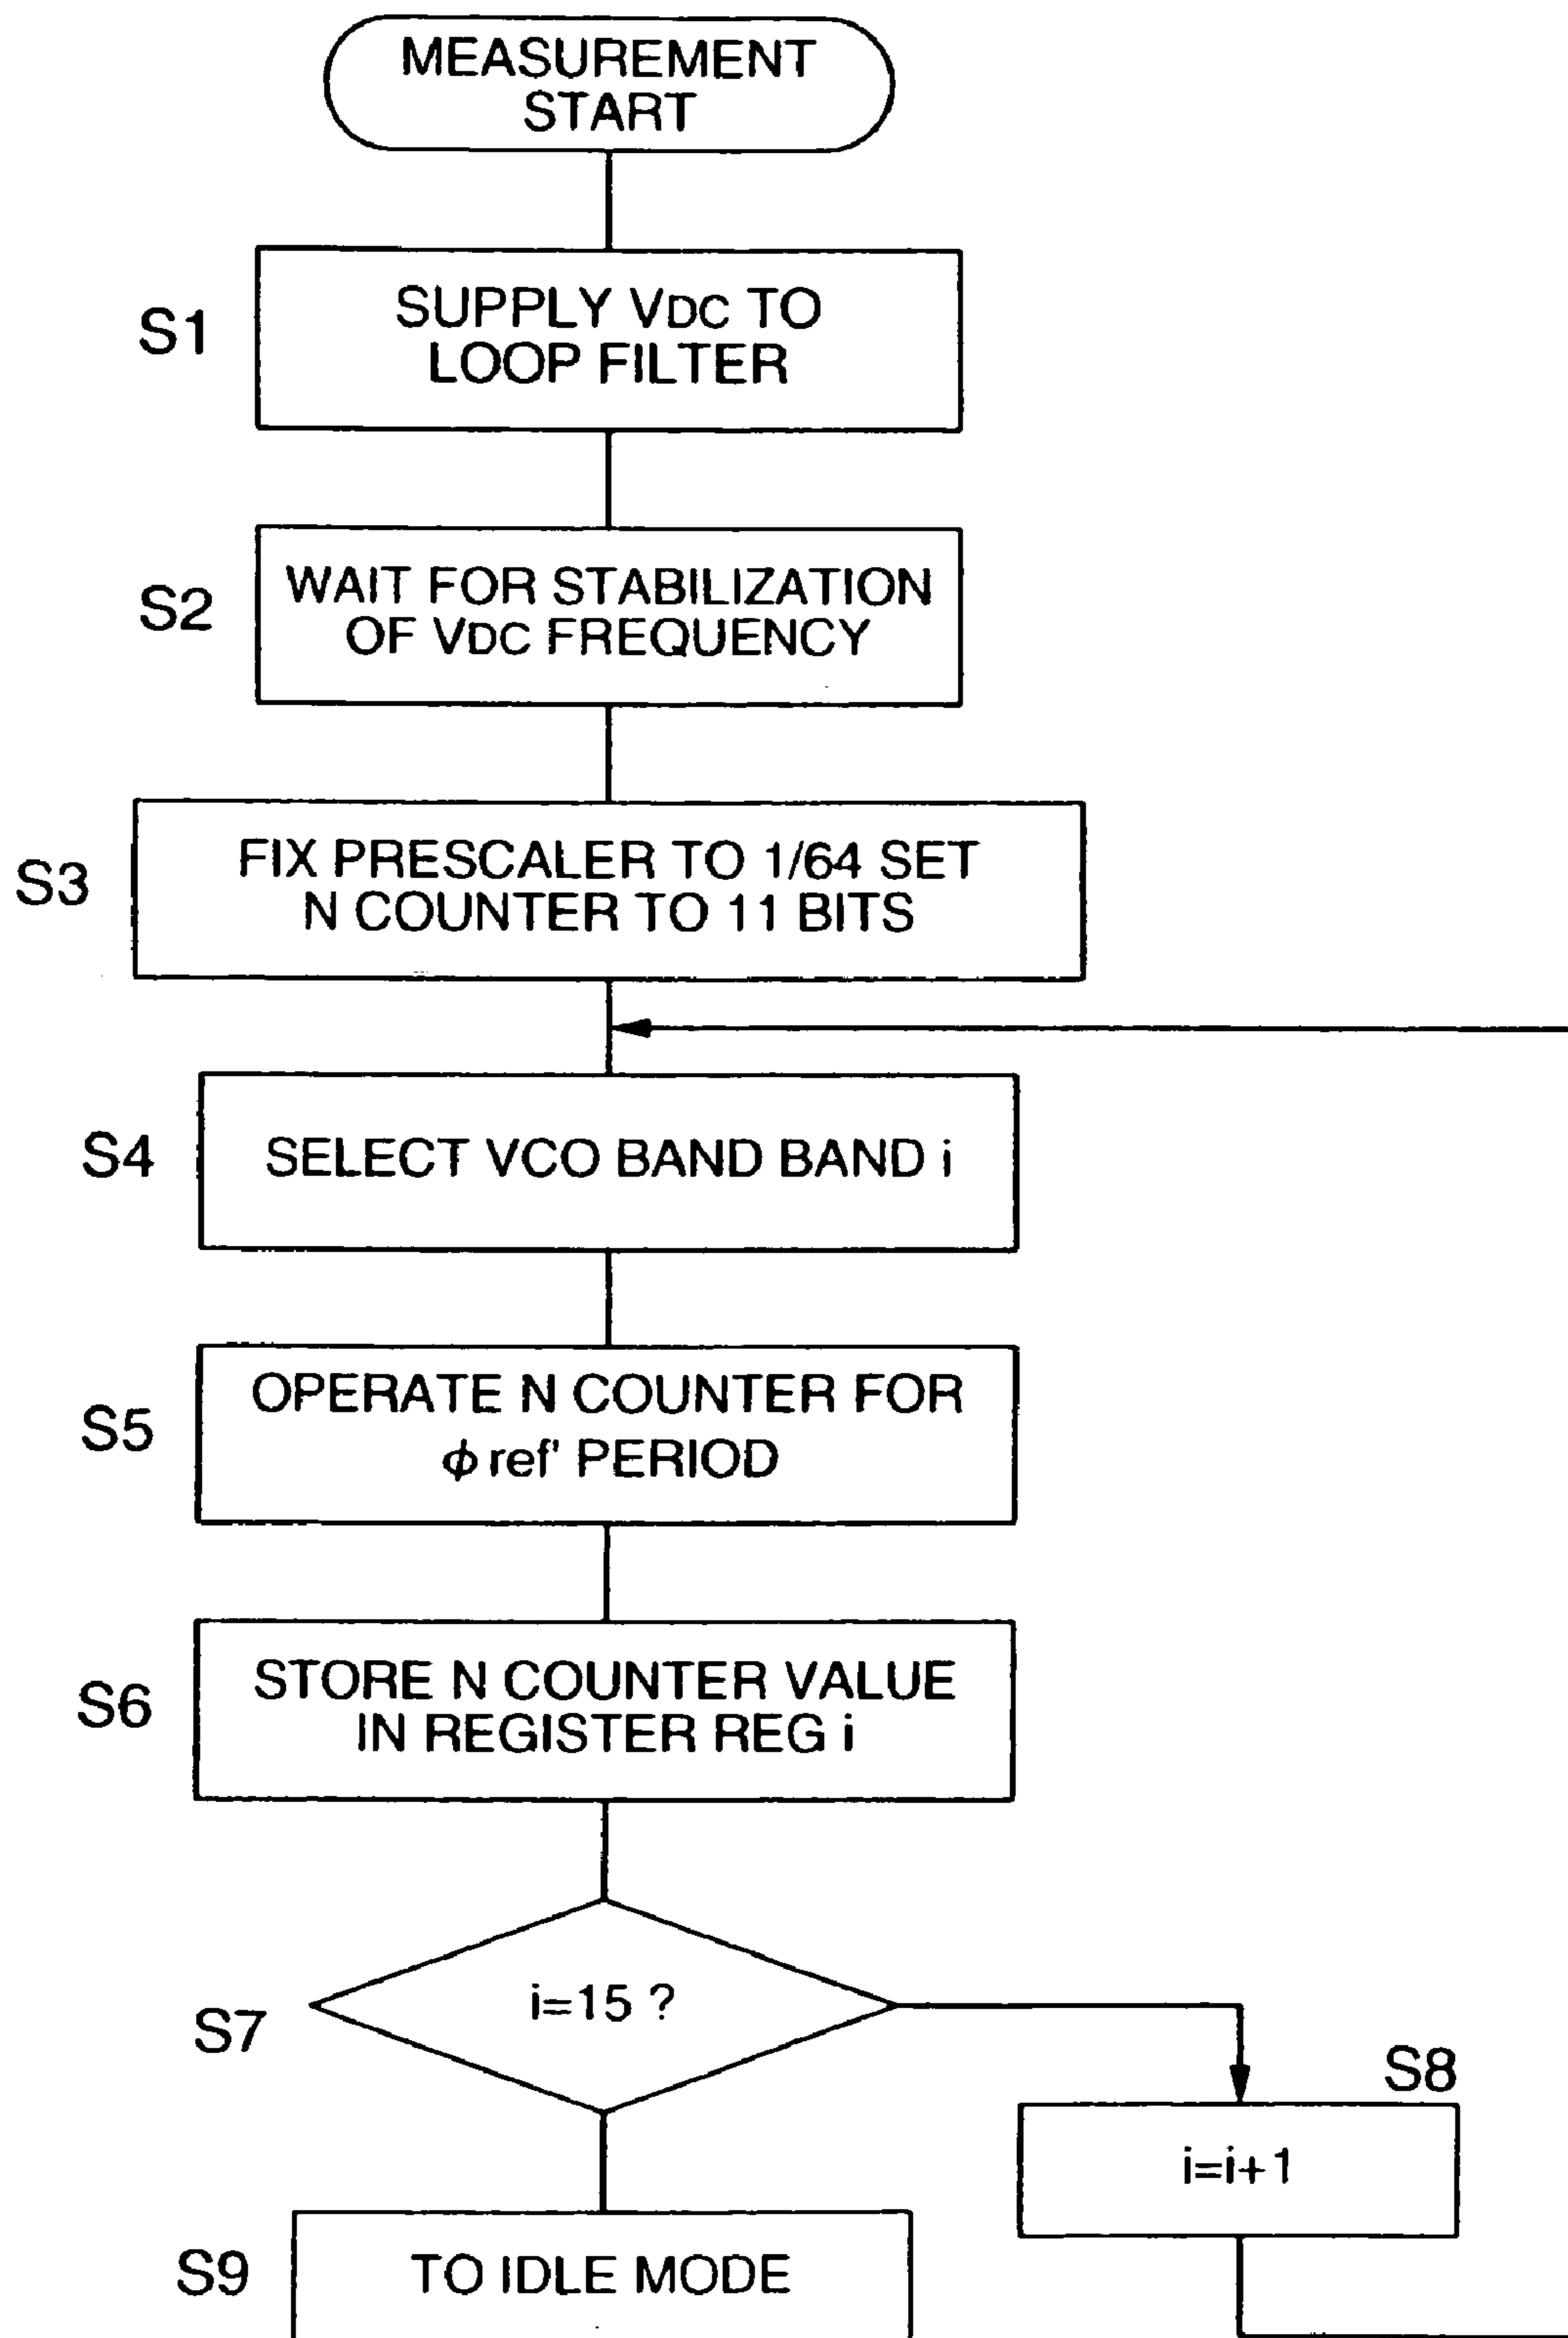 MEASUREMENT
START
S1
SUPPLY VDC TO
LOOP FILTER
S2
WAIT FOR STABILIZATION
OF VDC FREQUENCY
S3
FIX PRESCALER TO 1/64 SET
N COUNTER TO 11 BITS
S4
SELECT VCO BAND BAND i
S5
OPERATE N COUNTER FOR
ϕ ref' PERIOD
S6
STORE N COUNTER VALUE
IN REGISTER REG i
S7
i=15 ?
S8
i=i+1
S9
TO IDLE MODE